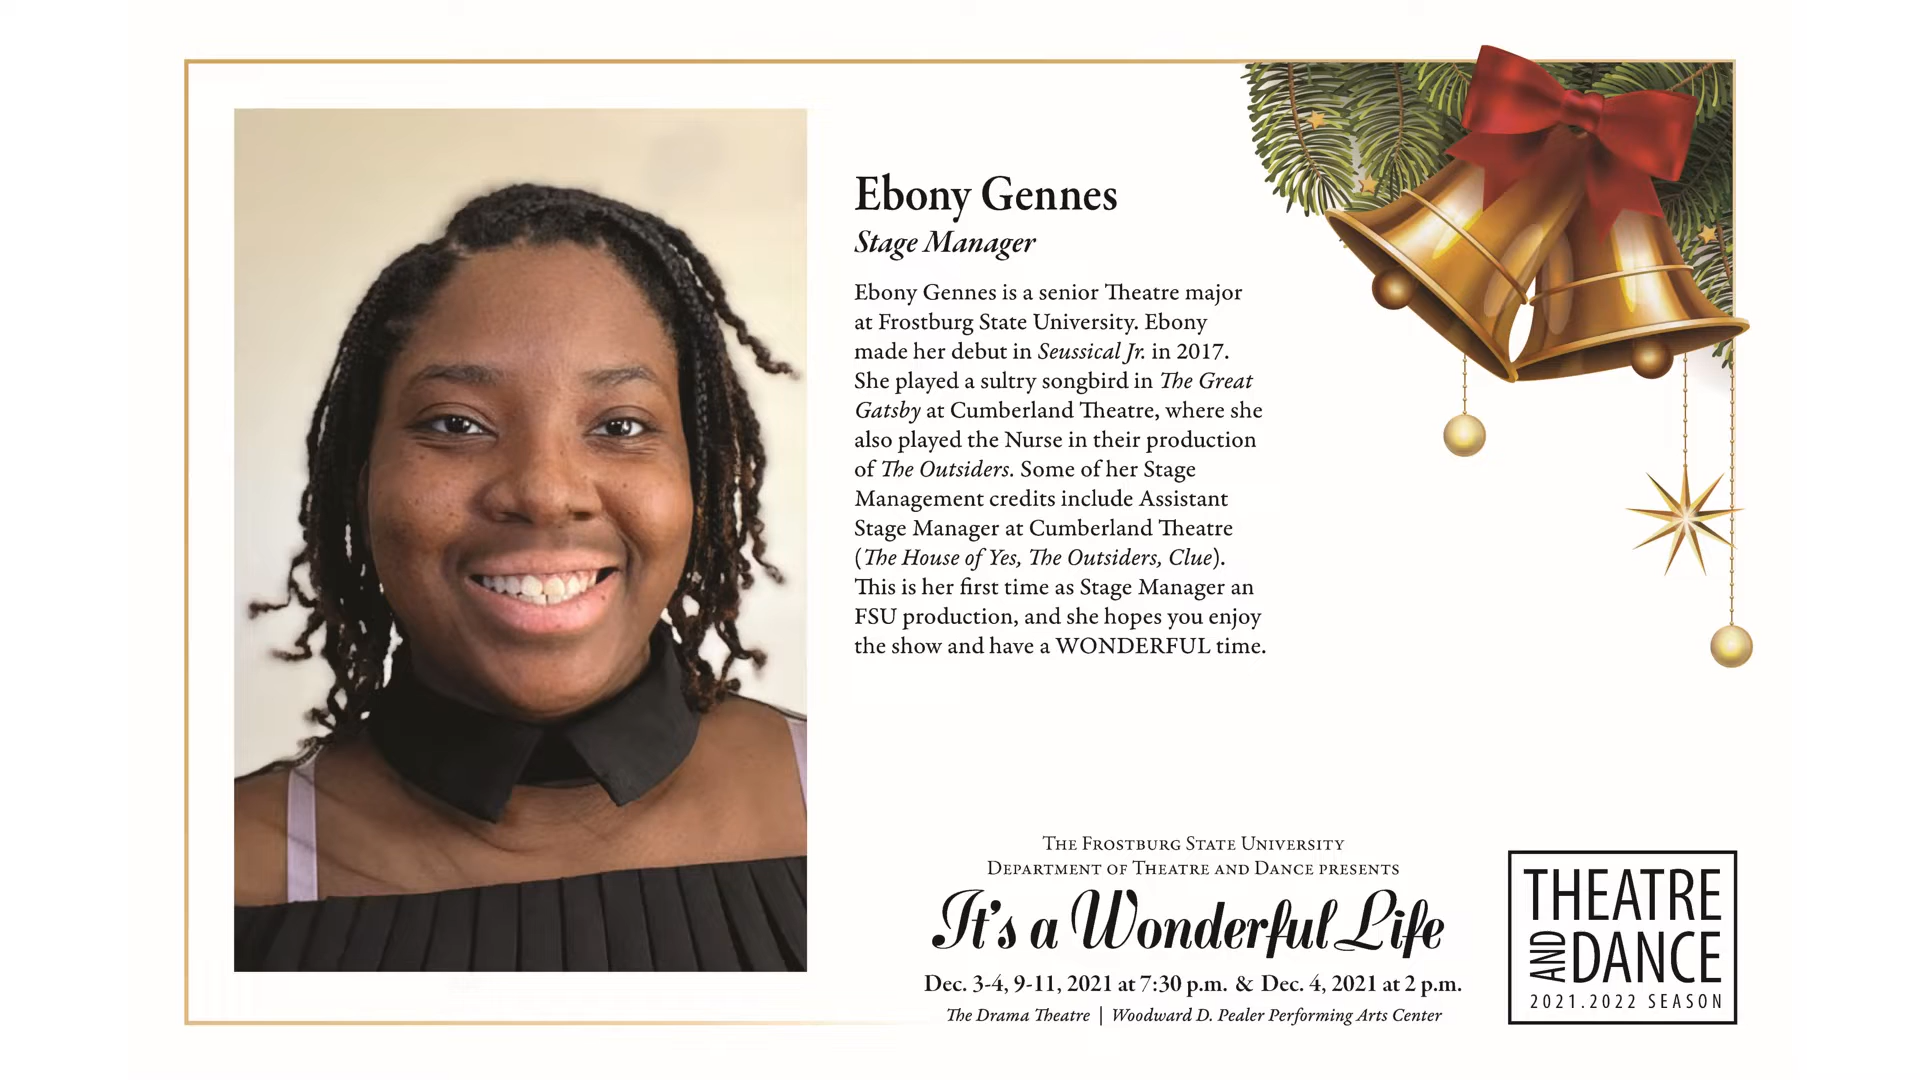 Ebony Gennes
Stage Manager
Ebony Gennes is a senior Theatre major
at Frostburg State University. Ebony
made her debut in Seussical Jr. in 2017.
She played a sultry songbird in The Great
Gatsby at Cumberland Theatre, where she
also played the Nurse in their production
of The Outsiders. Some of her Stage
Management credits include Assistant
Stage Manager at Cumberland Theatre
(The House of Yes, The Outsiders, Clue).
This is her first time as Stage Manager an
FSU production, and she hopes you enjoy
the show and have a WONDERFUL time.
The Frostburg State University
Department of Theatre and Dance presents
It's a Wonderful Life
Dec. 3-4, 9-11, 2021 at 7:30 p.m. & Dec. 4, 2021 at 2 p.m.
The Drama Theatre | Woodward D. Pealer Performing Arts Center
THEATRE
AND DANCE
2021.2022 SEASON